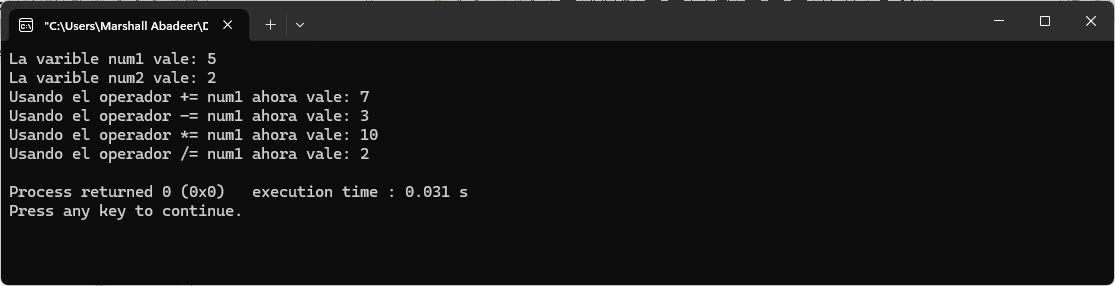 "C:\Users\Marshall Abadeer\D
La varible num1 vale: 5
La varible num2 vale: 2
Usando el operador += num1 ahora vale: 7
Usando el operador -= num1 ahora vale: 3
Usando el operador *= num1 ahora vale: 10
Usando el operador /= num1 ahora vale: 2
Process returned 0 (0x0)   execution time : 0.031 s
Press any key to continue.